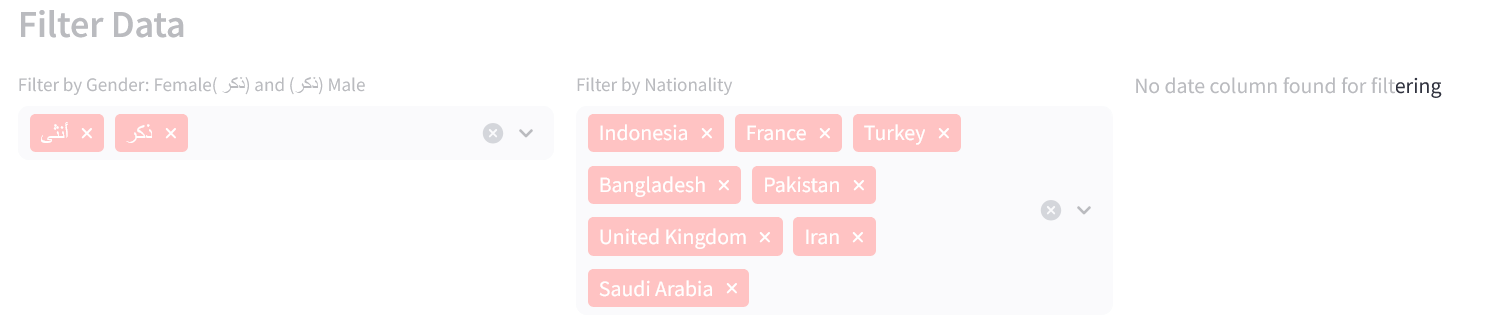 Filter Data
Filter by Gender: Female( ذكر) and (ذكر) Male
أنثى ×
ذكر ×
Filter by Nationality
Indonesia × France × Turkey ×
Bangladesh × Pakistan ×
United Kingdom × Iran ×
Saudi Arabia ×
No date column found for filtering